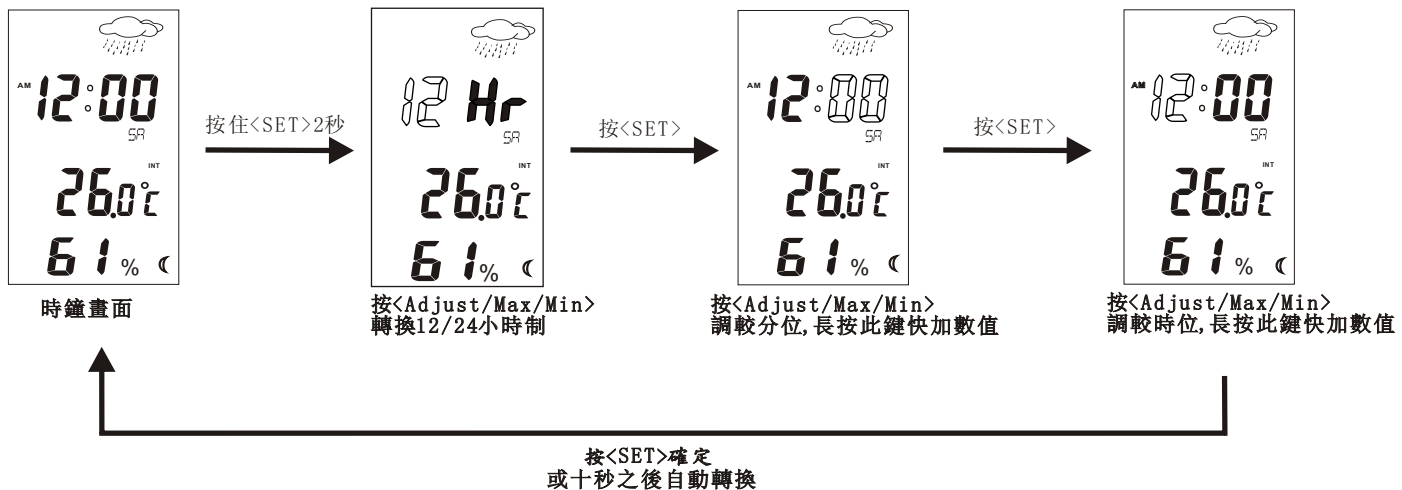 AM 12:00
SA
INT
26.0℃
61%
時鐘畫面
按住<SET>2秒
12 Hr
SA
INT
26.0℃
61%
按<Adjust/Max/Min>
轉換12/24小時制
按<SET>
AM 12:00
SA
INT
26.0℃
61%
按<Adjust/Max/Min>
調較分位,長按此鍵快加數值
按<SET>
AM 12:00
SA
INT
26.0℃
61%
按<Adjust/Max/Min>
調較時位,長按此鍵快加數值
按<SET>確定
或十秒之後自動轉換